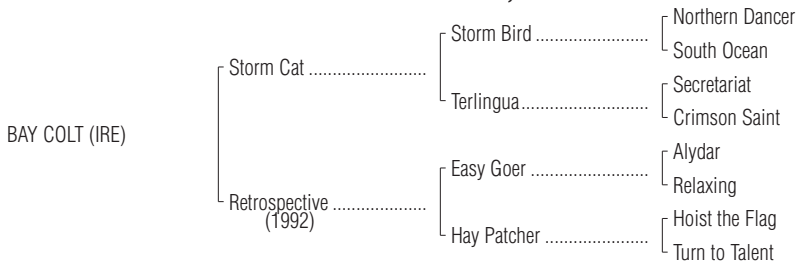 Northern Dancer
Storm Bird ........................
South Ocean
Storm Cat .........................
Secretariat
Terlingua...........................
Crimson Saint
BAY COLT (IRE)
Alydar
Easy Goer .........................
Relaxing
Retrospective ....................
(1992)
Hoist the Flag
Hay Patcher ......................
Turn to Talent